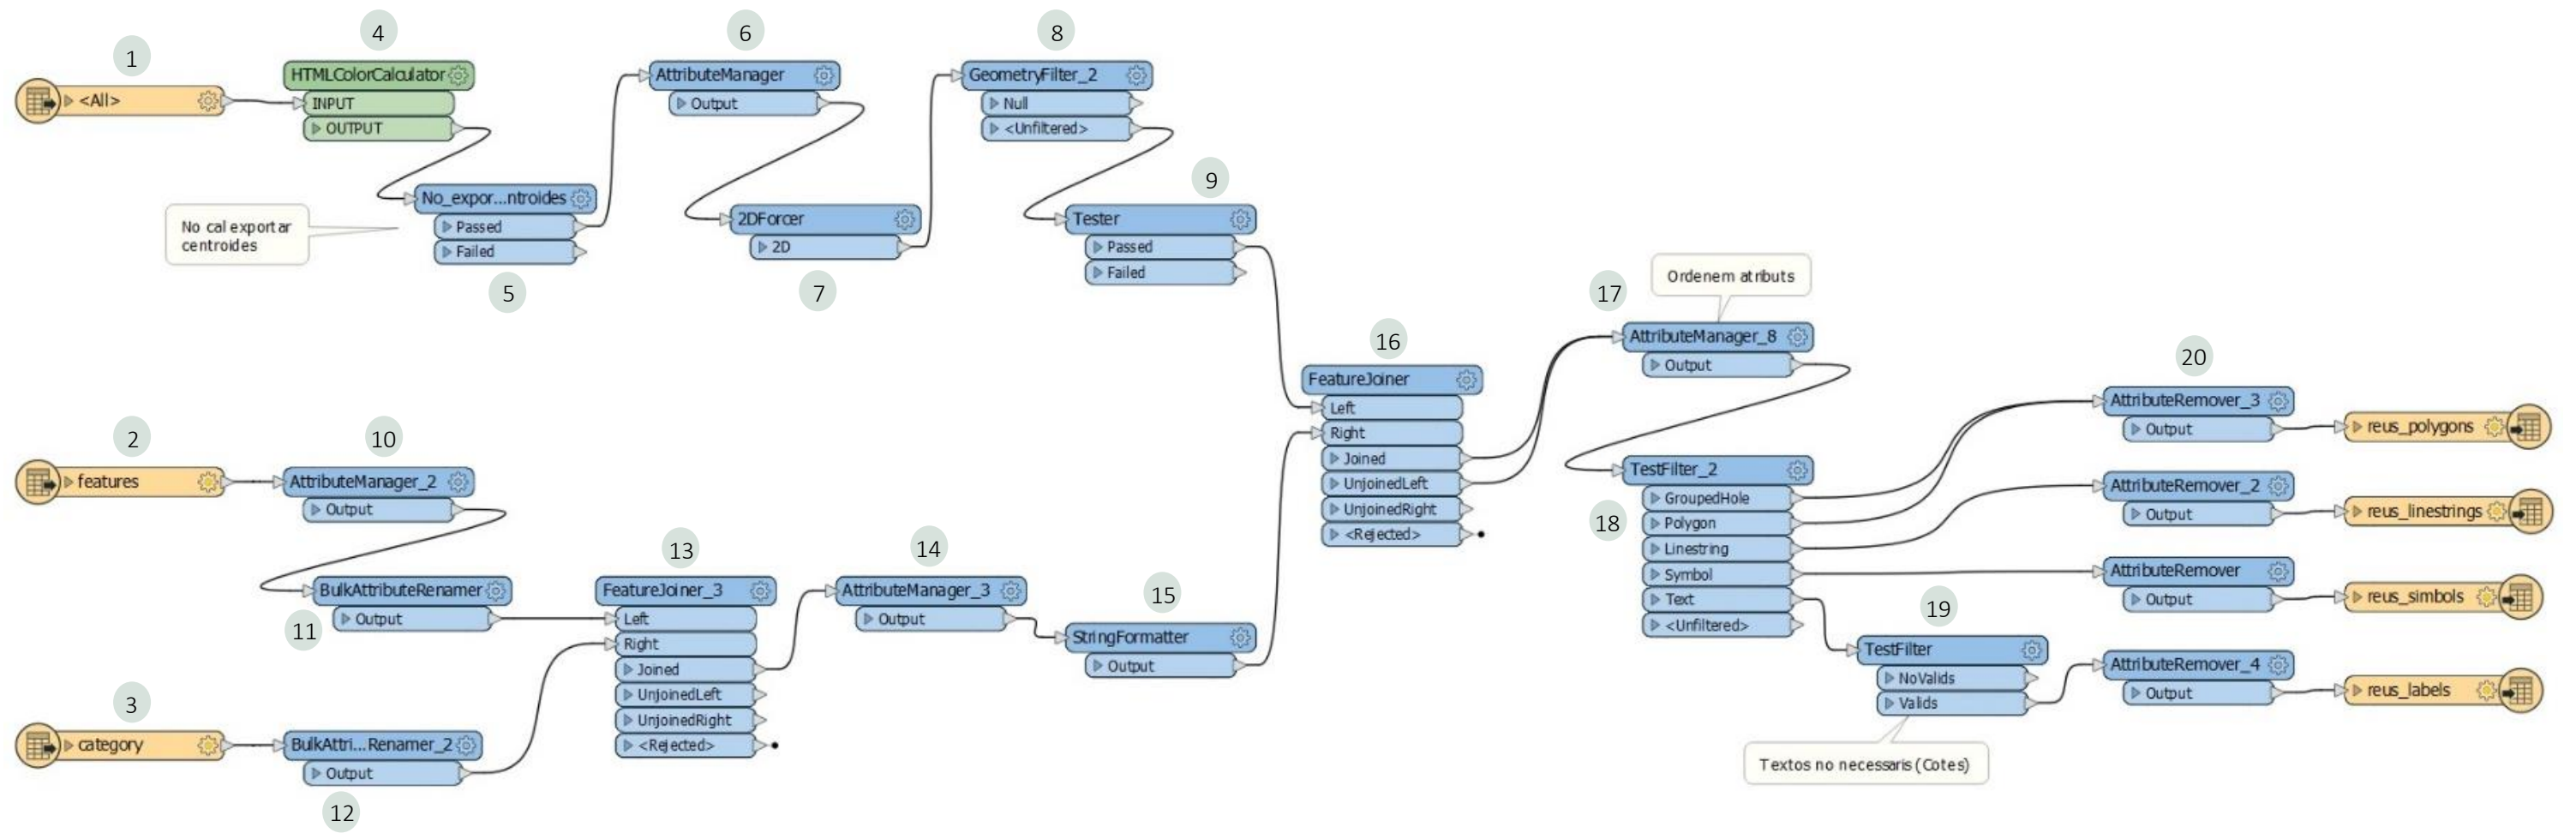 1
<All>
4
HTMLColorCalculator
INPUT
OUTPUT
No cal exportar
centroides
No_expor...ntroides
Passed
Failed
5
6
AttributeManager
Output
2DForcer
2D
7
8
GeometryFilter_2
Null
<Unfiltered>
9
Tester
Passed
Failed
2
features
10
AttributeManager_2
Output
BulkAttributeRenamer
Output
11
3
category
BulkAttri...Renamer_2
Output
12
13
FeatureJoiner_3
Left
Right
Joined
UnjoinedLeft
UnjoinedRight
<Rejected>
14
AttributeManager_3
Output
15
StringFormatter
Output
16
FeatureJoiner
Left
Right
Joined
UnjoinedLeft
UnjoinedRight
<Rejected>
Ordenem atributs
17
AttributeManager_8
Output
TestFilter_2
GroupedHole
Polygon
Linestring
Symbol
Text
<Unfiltered>
18
19
TestFilter
NoValids
Valids
Textos no necessaris (Cotes)
20
AttributeRemover_3
Output
reus_polygons
AttributeRemover_2
Output
reus_linestrings
AttributeRemover
Output
reus_simbols
AttributeRemover_4
Output
reus_labels